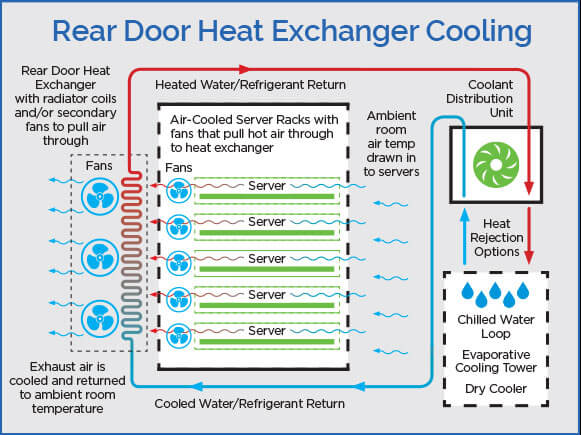 Rear Door Heat Exchanger Cooling
Rear Door Heat
Exchanger
with radiator coils
and/or secondary
fans to pull air
through
Heated Water/Refrigerant Return
Coolant
Distribution
Unit
Air-Cooled Server Racks with
fans that pull hot air through
to heat exchanger
Ambient
room
air temp
drawn in
to servers
Fans
Fans
Server
Server
Server
Server
Server
Heat
Rejection
Options
Chilled Water
Loop
Evaporative
Cooling Tower
Dry Cooler
Exhaust air is
cooled and returned
to ambient room
temperature
Cooled Water/Refrigerant Return